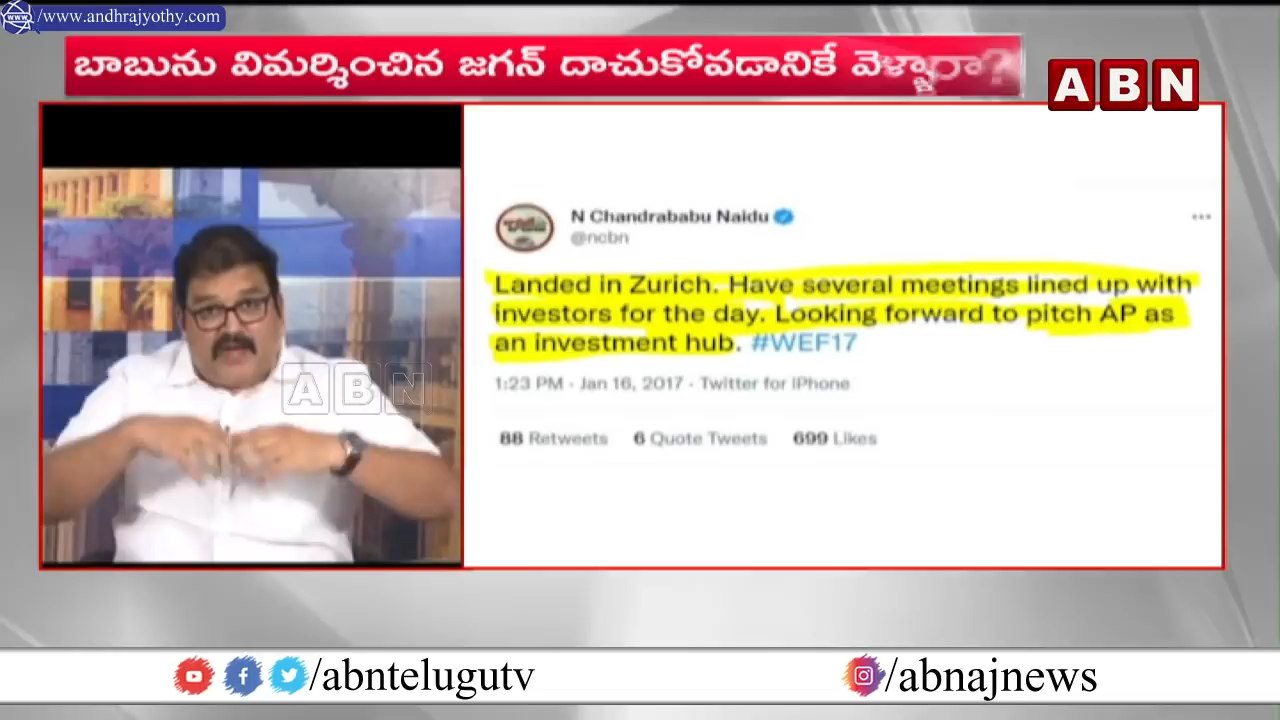 www /www.andhrajyothy.com
బాబును విమర్శించిన జగన్ దాచుకోవడానికే వెళ్ళారా?
ABN
N Chandrababu Naidu
@ncbn
Landed in Zurich. Have several meetings lined up with
investors for the day. Looking forward to pitch AP as
an investment hub. #WEF17
1:23 PM · Jan 16, 2017 · Twitter for iPhone
88 Retweets 6 Quote Tweets 699 Likes
ABN
/abntelugutv /abnajnews